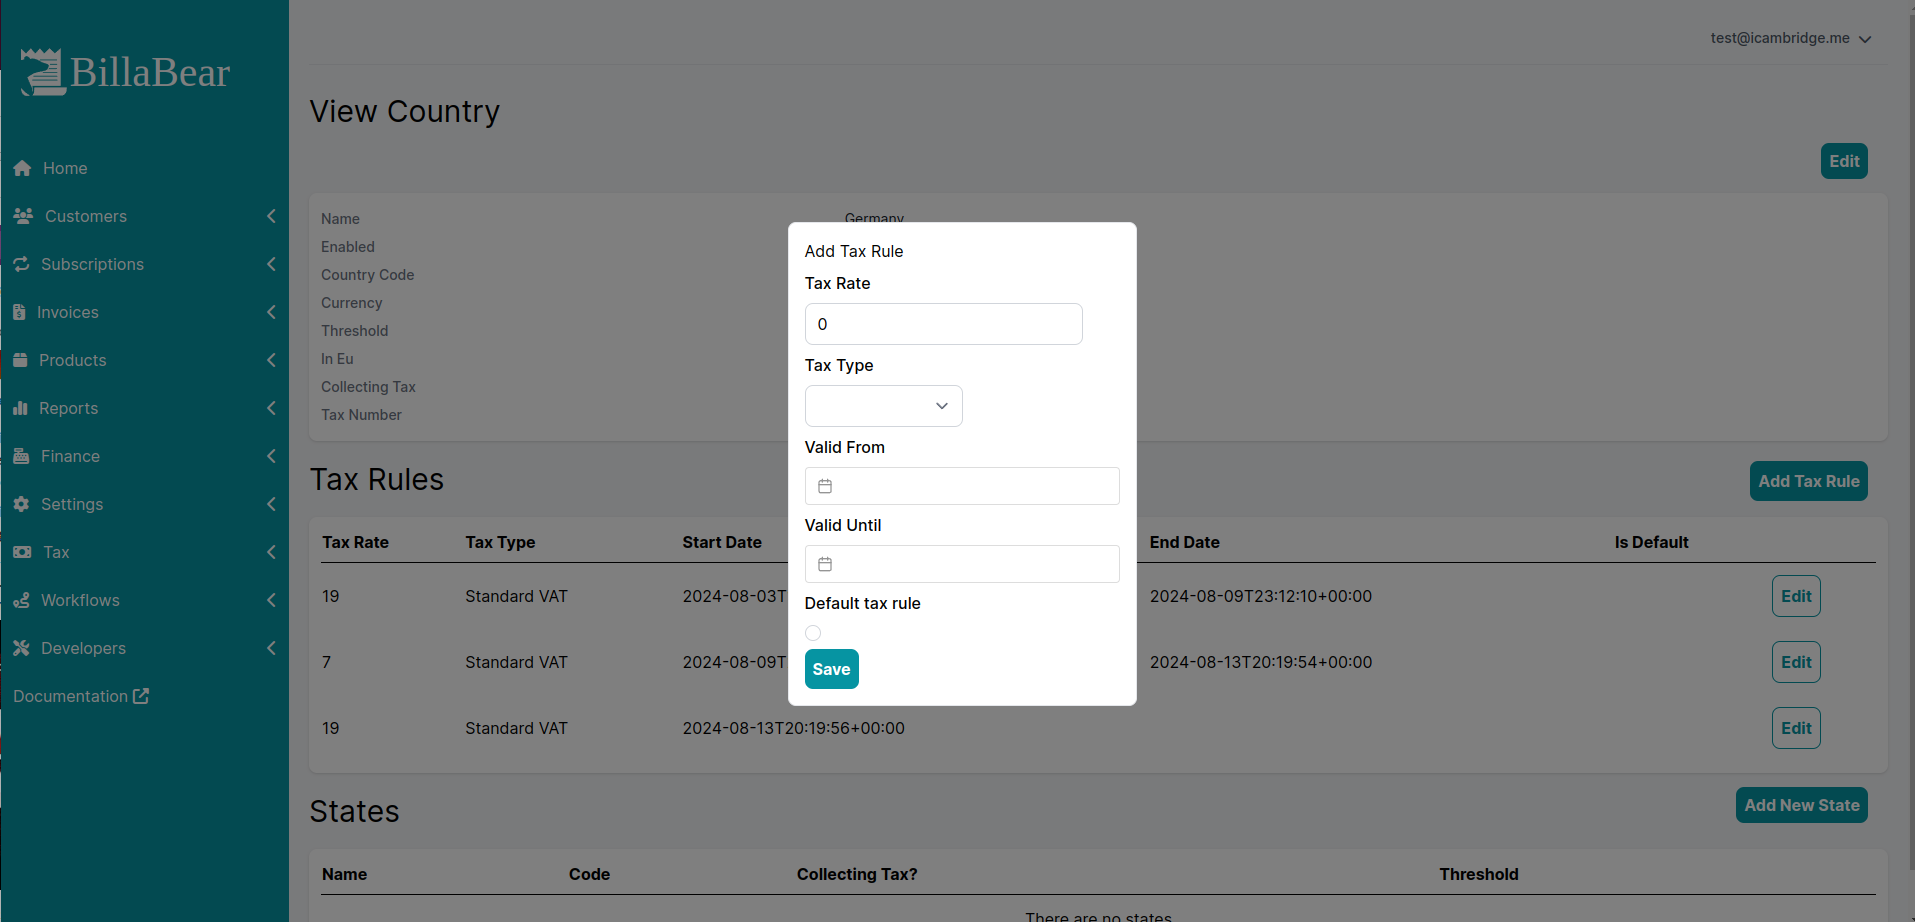 BillaBear
test@icambridge.me
Home
Customers
Subscriptions
Invoices
Products
Reports
Finance
Settings
Tax
Workflows
Developers
Documentation
View Country
Edit
Name Germany
Enabled
Country Code
Currency
Threshold
In Eu
Collecting Tax
Tax Number
Add Tax Rule
Tax Rate
0
Tax Type
Valid From
Valid Until
Default tax rule
Save
Tax Rules
Add Tax Rule
Tax Rate Tax Type Start Date End Date Is Default
19 Standard VAT 2024-08-03T 2024-08-09T23:12:10+00:00 Edit
7 Standard VAT 2024-08-09T 2024-08-13T20:19:54+00:00 Edit
19 Standard VAT 2024-08-13T20:19:56+00:00 Edit
States
Add New State
Name Code Collecting Tax? Threshold
There are no states